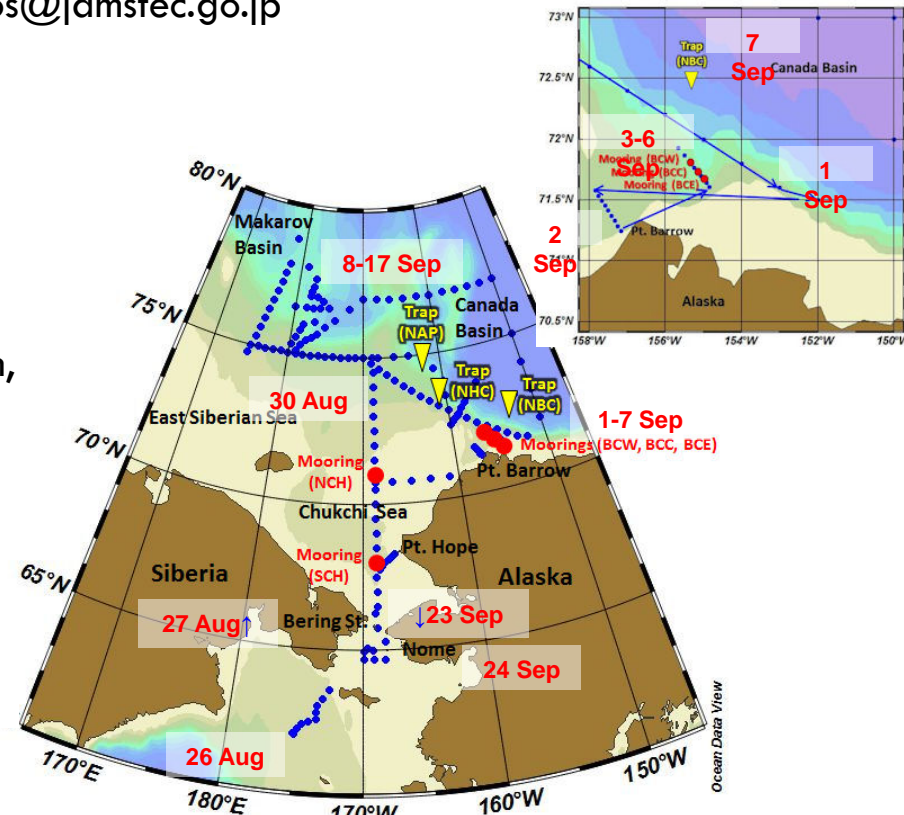 os@jamstec.go.jp
73°N
7
Sep
Trap
(NBC)
Canada Basin
72.5°N
72°N
3-6
Sep
Mooring (BCW)
Mooring (BCC)
Mooring (BCE)
1
Sep
71.5°N
2
Sep
Pt. Barrow
71°N
Alaska
70.5°N
158°W
156°W
154°W
152°W
150°W
80°N
Makarov
Basin
8-17 Sep
75°N
Canada
Basin
Trap
(NAP)
Trap
(NHC)
Trap
(NBC)
30 Aug
East Siberian Sea
1-7 Sep
Moorings (BCW, BCC, BCE)
70°N
Mooring
(NCH)
Pt. Barrow
Chukchi Sea
Mooring
(SCH)
Pt. Hope
65°N
Siberia
Alaska
27 Aug↑
Bering St.
↓23 Sep
Nome
24 Sep
26 Aug
170°E
180°E
170°W
160°W
150°W
Ocean Data View